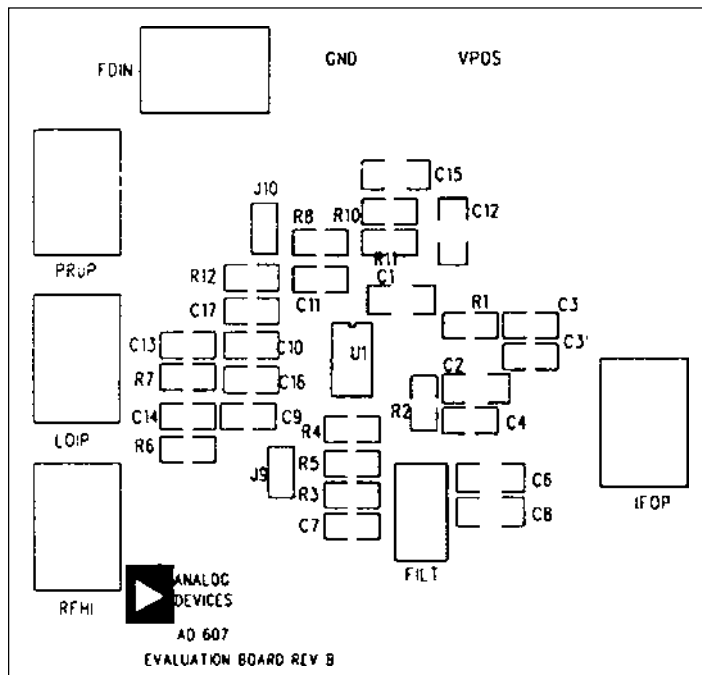 GND VPOS
FDIN
C15
J10
R8 R10 C12
PRUP R11
R12 C1
C11
C17 R1 C3
C13 C10 U1 C3'
R7 C16 C2
C14 C9 R2 C4
R4
LOIP R6
J9 R5 C6
R3 IFOP
C7 C8
FILT
RFHI
ANALOG
DEVICES
AD 607
EVALUATION BOARD REV B